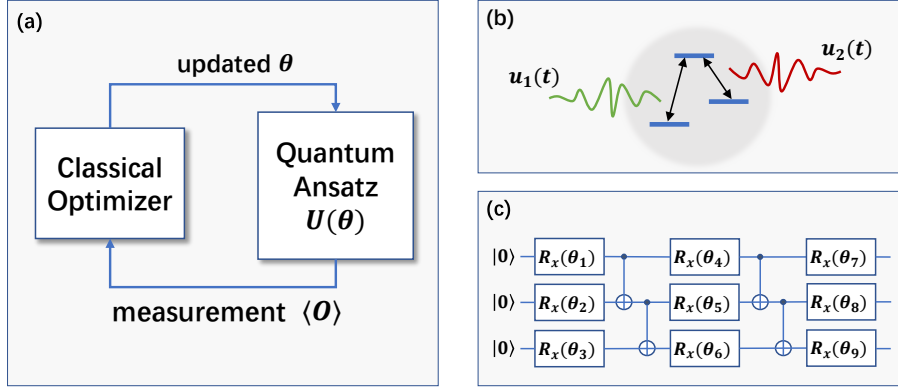 (a)
updated θ
Classical
Optimizer
Quantum
Ansatz
U(θ)
measurement ⟨O⟩
(b)
u₁(t)
u₂(t)
(c)
|0⟩ Rₓ(θ₁) Rₓ(θ₄) Rₓ(θ₇)
|0⟩ Rₓ(θ₂) Rₓ(θ₅) Rₓ(θ₈)
|0⟩ Rₓ(θ₃) Rₓ(θ₆) Rₓ(θ₉)